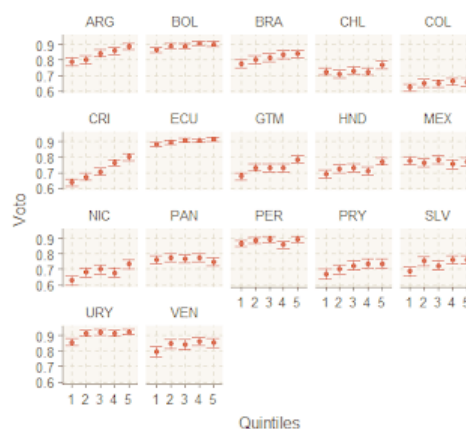 ARG BOL BRA CHL COL
0.9
0.8
0.7
0.6
CRI ECU GTM HND MEX
0.9
0.8
0.7
0.6
Voto
NIC PAN PER PRY SLV
0.9
0.8
0.7
0.6
1 2 3 4 5 1 2 3 4 5 1 2 3 4 5
URY VEN
0.9
0.8
0.7
0.6
1 2 3 4 5 1 2 3 4 5
Quintiles